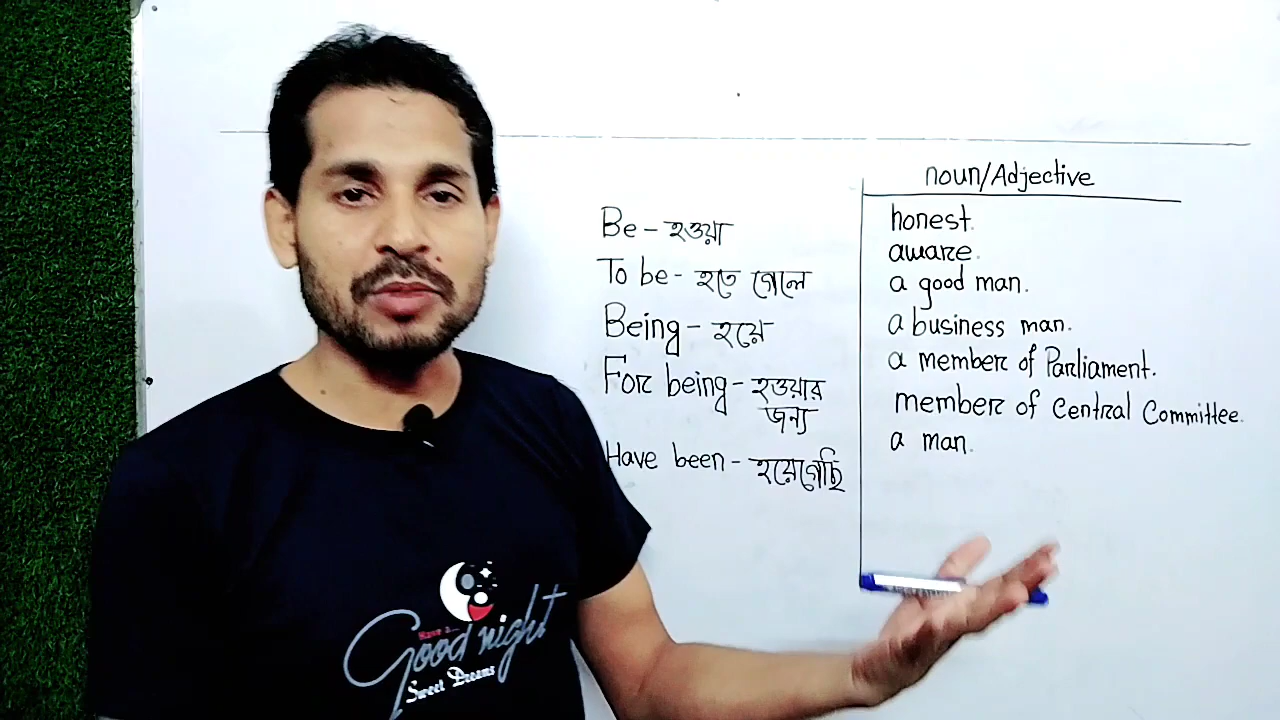 noun/Adjective
Be - হওয়া
honest.
To be - হতে গেলে
aware.
a good man.
Being - হয়ে
a business man.
For being - হওয়ার
জন্য
a member of Parliament.
member of Central Committee.
Have been - হয়েগেছি
a man.
Have a...
Good night
Sweet Dreams